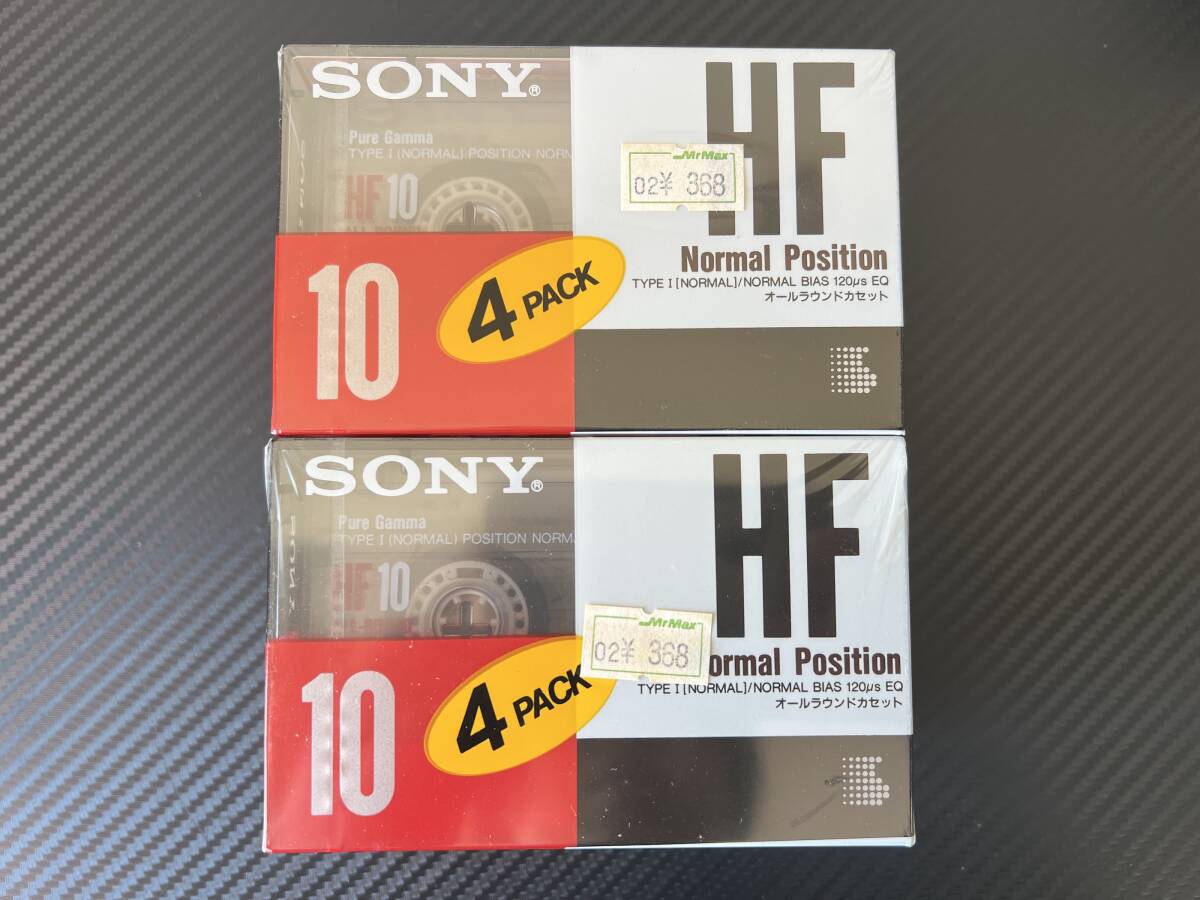 SONY®
HF
Pure Gamma
TYPE I (NORMAL) POSITION NORM
HF 10
MrMax
02¥ 368
Normal Position
TYPE I [NORMAL]/NORMAL BIAS 120μs EQ
オールラウンドカセット
10
4 PACK
SONY®
HF
Pure Gamma
TYPE I (NORMAL) POSITION NORM
HF 10
MrMax
02¥ 368
ormal Position
TYPE I [NORMAL]/NORMAL BIAS 120μs EQ
オールラウンドカセット
10
4 PACK